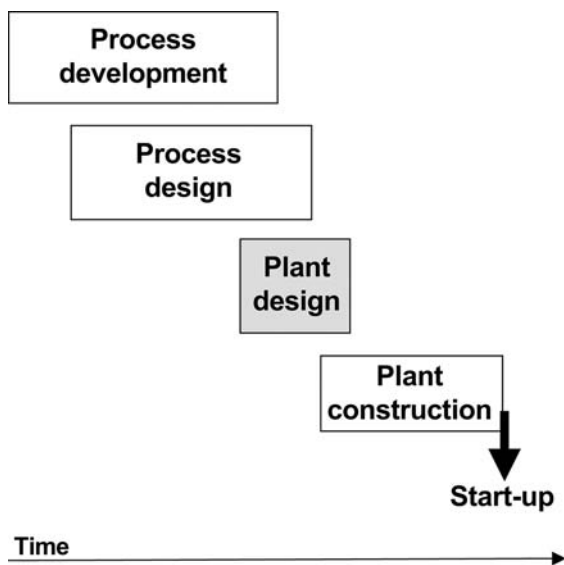 Process
development
Process
design
Plant
design
Plant
construction
Start-up
Time